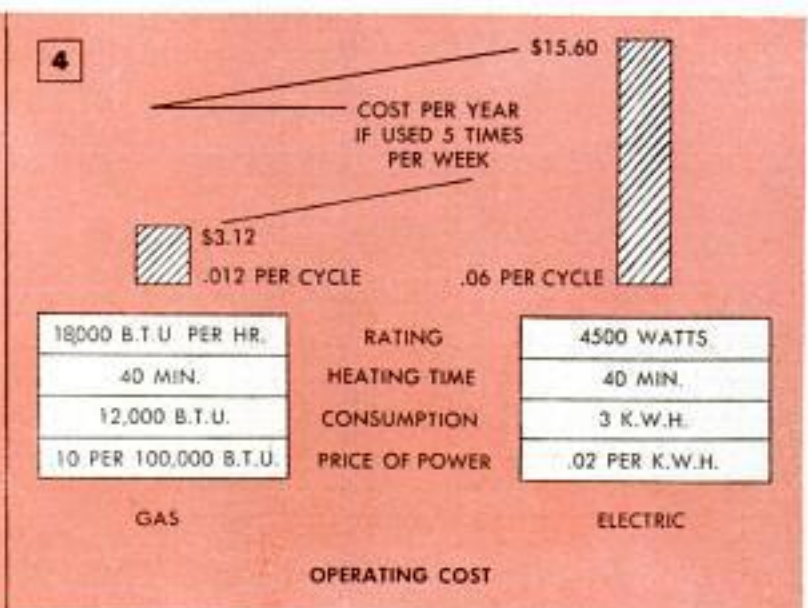 4
$15.60
COST PER YEAR
IF USED 5 TIMES
PER WEEK
$3.12
.012 PER CYCLE
.06 PER CYCLE
18,000 B.T.U PER HR.
RATING
4500 WATTS
40 MIN.
HEATING TIME
40 MIN.
12,000 B.T.U.
CONSUMPTION
3 K.W.H.
.10 PER 100,000 B.T.U.
PRICE OF POWER
.02 PER K.W.H.
GAS
ELECTRIC
OPERATING COST